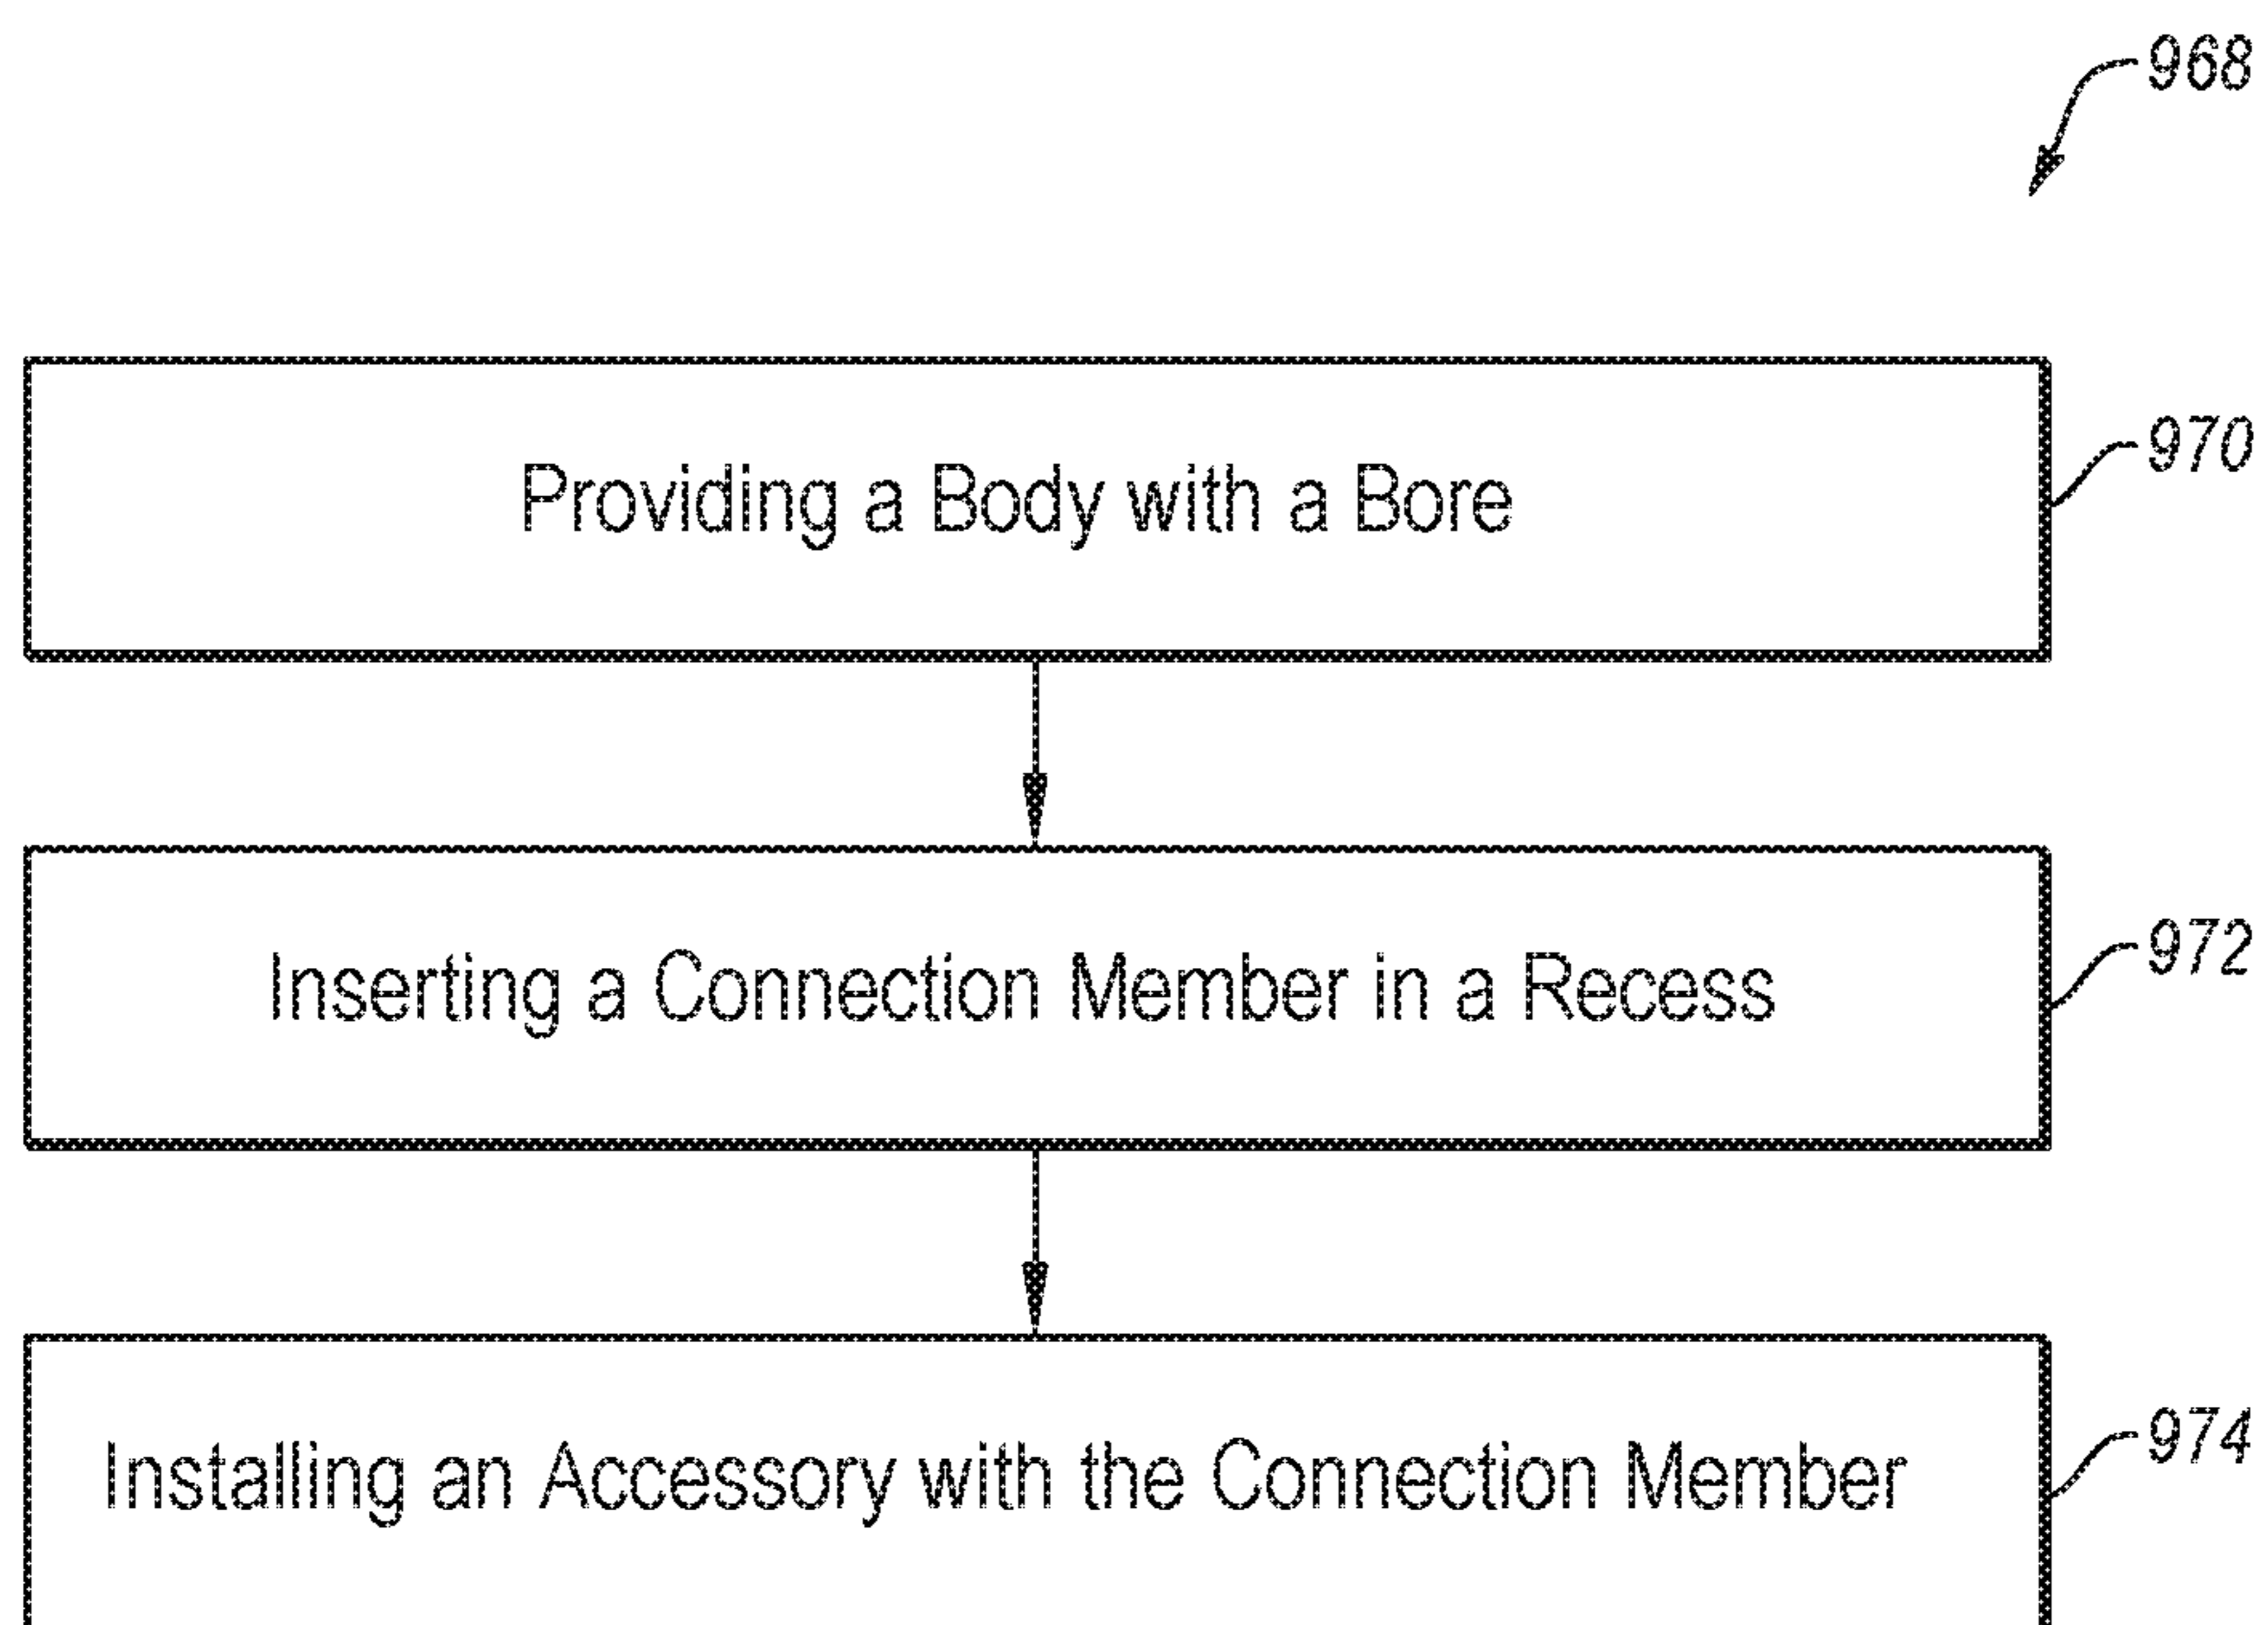 968
Providing a Body with a Bore
970
Inserting a Connection Member in a Recess
972
Installing an Accessory with the Connection Member
974